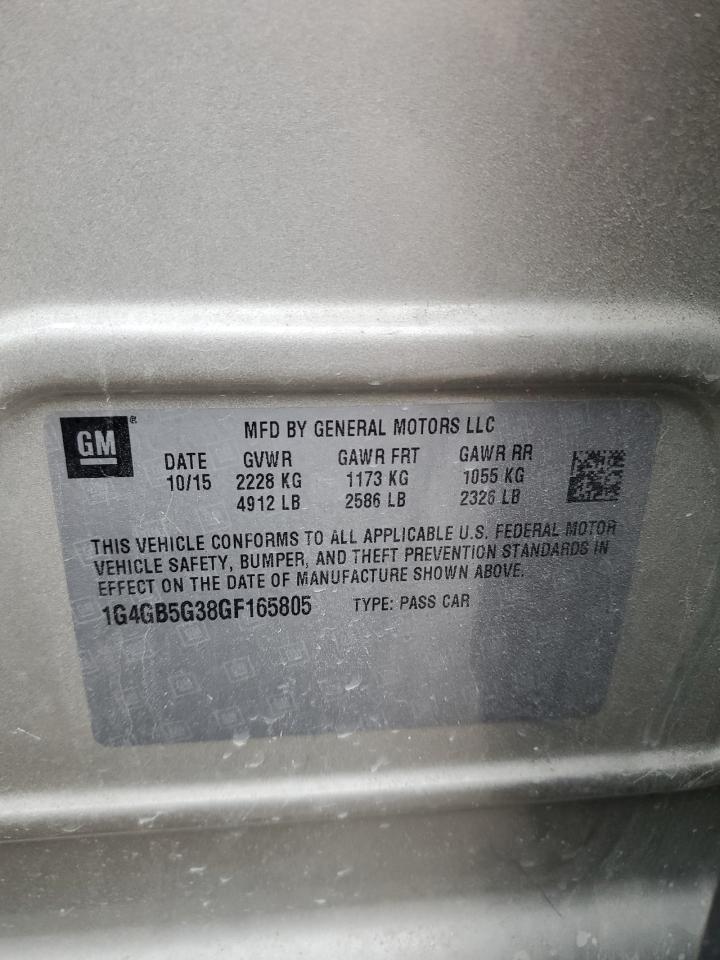 GM®
MFD BY GENERAL MOTORS LLC
DATE GVWR GAWR FRT GAWR RR
10/15 2228 KG 1173 KG 1055 KG
4912 LB 2586 LB 2326 LB
THIS VEHICLE CONFORMS TO ALL APPLICABLE U.S. FEDERAL MOTOR
VEHICLE SAFETY, BUMPER, AND THEFT PREVENTION STANDARDS IN
EFFECT ON THE DATE OF MANUFACTURE SHOWN ABOVE.
1G4GB5G38GF165805 TYPE: PASS CAR